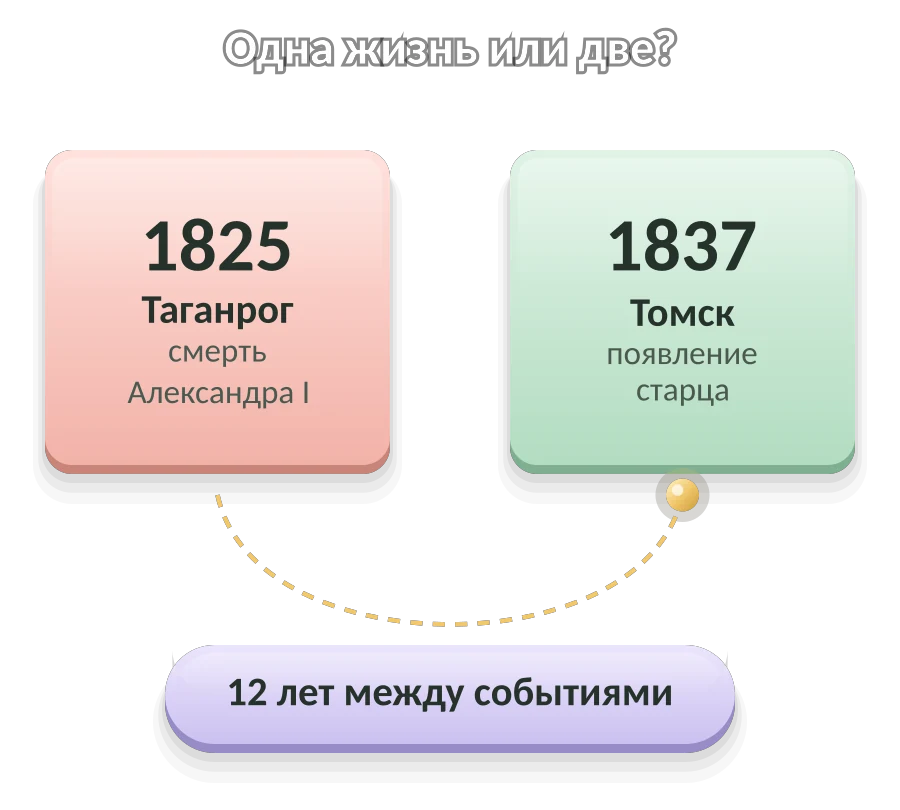 Одна жизнь или две?
1825
Таганрог
смерть
Александра I
1837
Томск
появление
старца
12 лет между событиями